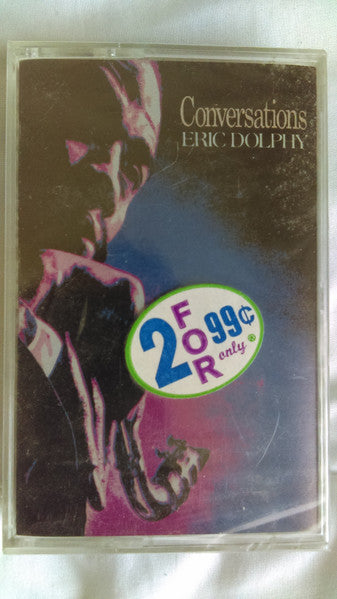 Conversations
ERIC DOLPHY
2 FOR 99¢
only®